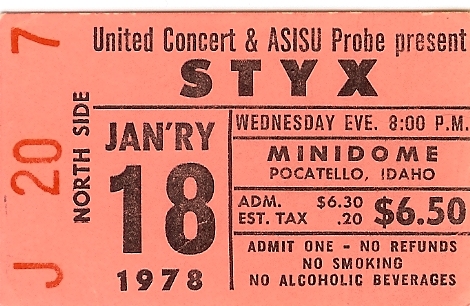 J 20 7
NORTH SIDE
United Concert & ASISU Probe present
STYX
JAN'RY
18
1978
WEDNESDAY EVE. 8:00 P.M.
MINIDOME
POCATELLO, IDAHO
ADM. $6.30
EST. TAX .20
$6.50
ADMIT ONE - NO REFUNDS
NO SMOKING
NO ALCOHOLIC BEVERAGES